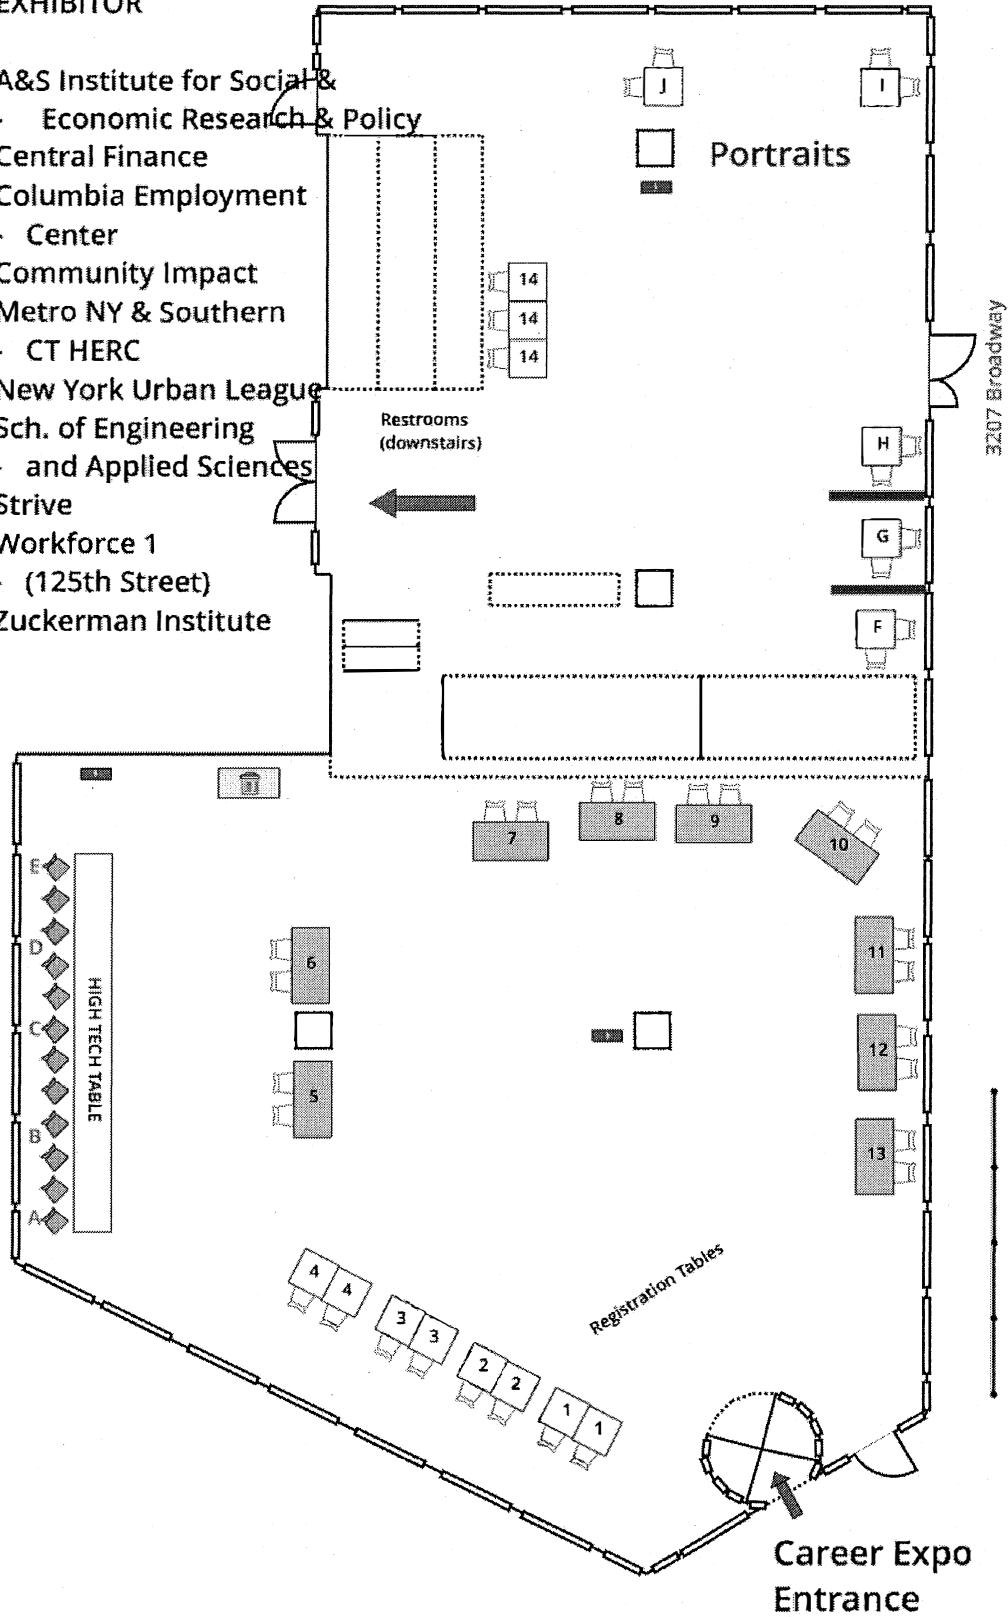 EXHIBITOR
A&S Institute for Social &
- Economic Research & Policy
Central Finance
Columbia Employment
- Center
Community Impact
Metro NY & Southern
- CT HERC
New York Urban League
Sch. of Engineering
- and Applied Sciences
Strive
Workforce 1
- (125th Street)
Zuckerman Institute
J
I
Portraits
14
14
14
3207 Broadway
Restrooms
(downstairs)
H
G
F
7
8
9
10
E
D
C
B
A
HIGH TECH TABLE
6
5
11
12
13
4
4
3
3
2
2
1
1
Registration Tables
Career Expo
Entrance